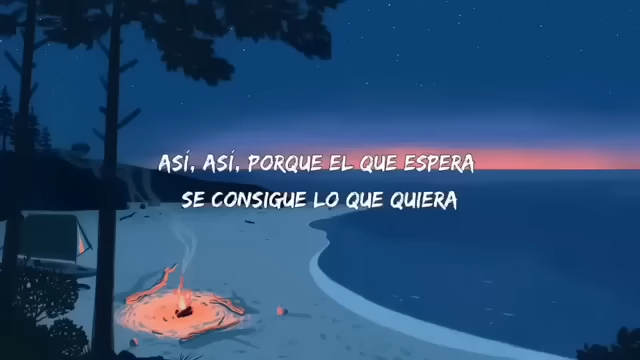 ASÍ, ASÍ, PORQUE EL QUE ESPERA
SE CONSIGUE LO QUE QUIERA